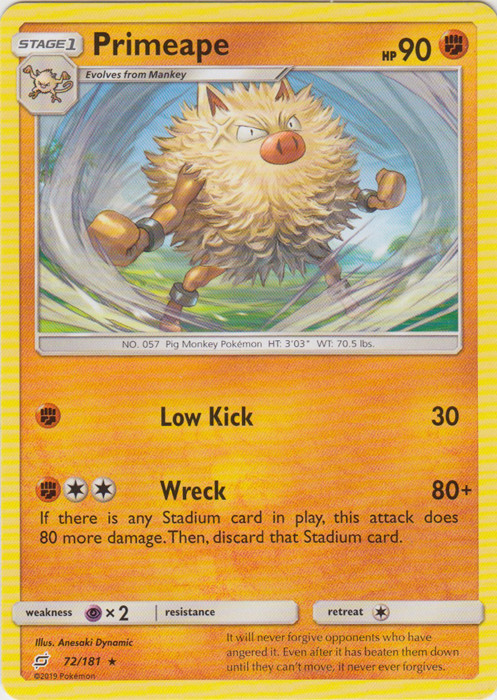 STAGE 1
Primeape
HP 90
Evolves from Mankey
NO. 057 Pig Monkey Pokémon HT: 3'03" WT: 70.5 lbs.
Low Kick 30
Wreck 80+
If there is any Stadium card in play, this attack does
80 more damage. Then, discard that Stadium card.
weakness ×2 resistance retreat
Illus. Anesaki Dynamic
72/181 ★
©2019 Pokémon
It will never forgive opponents who have
angered it. Even after it has beaten them down
until they can't move, it never ever forgives.